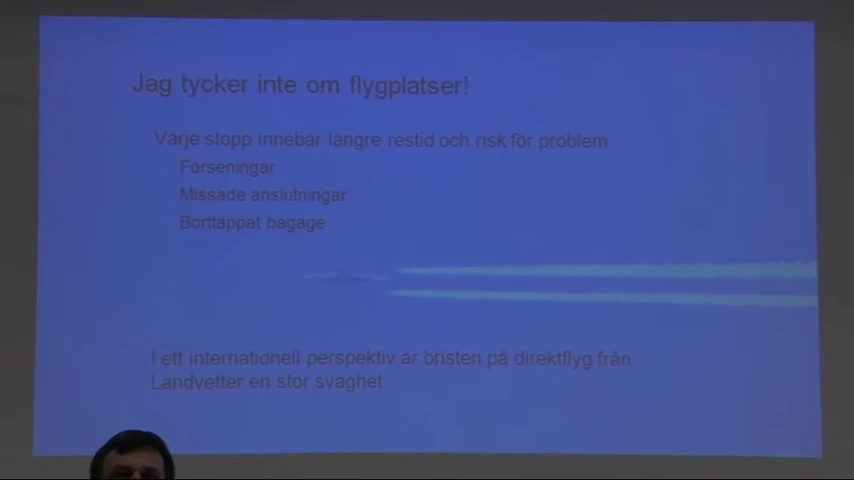 Jag tycker inte om flygplatser!
Varje stopp innebär längre restid och risk för problem
Förseningar
Missade anslutningar
Borttappat bagage
I ett internationell perspektiv är bristen på direktflyg från
Landvetter en stor svaghet